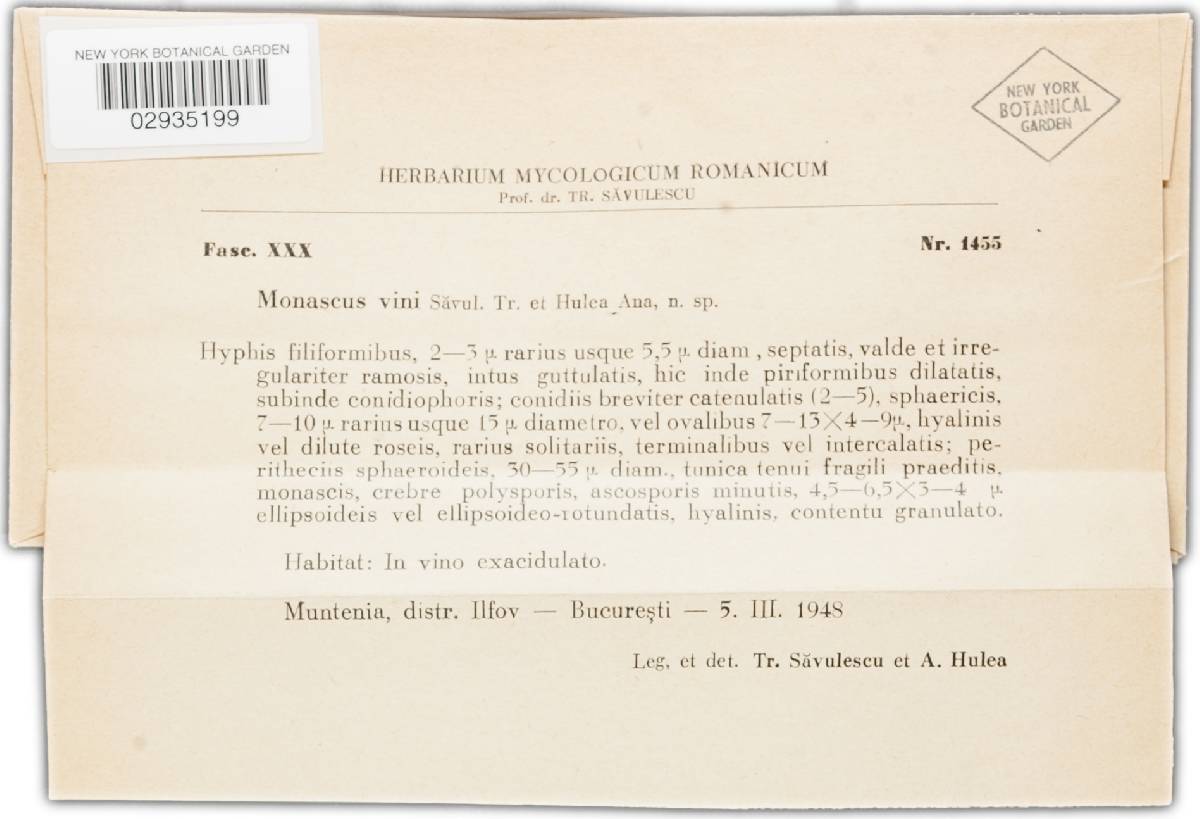 NEW YORK BOTANICAL GARDEN
02935199
NEW YORK
BOTANICAL
GARDEN
HERBARIUM MYCOLOGICUM ROMANICUM
Prof. dr. TR. SĂVULESCU
Fasc. XXX
Nr. 1455
Monascus vini Săvul. Tr. et Hulea Ana, n. sp.
Hyphis filiformibus, 2—3 µ rarius usque 5,5 µ diam., septatis, valde et irre-
gulariter ramosis, intus guttulatis, hic inde piriformibus dilatatis,
subinde conidiophoris; conidiis breviter catenulatis (2—5), sphaericis,
7—10 µ rarius usque 15 µ diametro, vel ovalibus 7—13×4—9µ, hyalinis
vel dilute roseis, rarius solitariis, terminalibus vel intercalatis; pe-
ritheciis sphaeroideis, 30—55 µ diam., tunica tenui fragili praeditis,
monascis, crebre polysporis, ascosporis minutis, 4,5—6,5×3—4 µ
ellipsoideis vel ellipsoideo-rotundatis, hyalinis, contentu granulato.
Habitat: In vino exacidulato.
Muntenia, distr. Ilfov — București — 5. III. 1948
Leg. et det. Tr. Săvulescu et A. Hulea